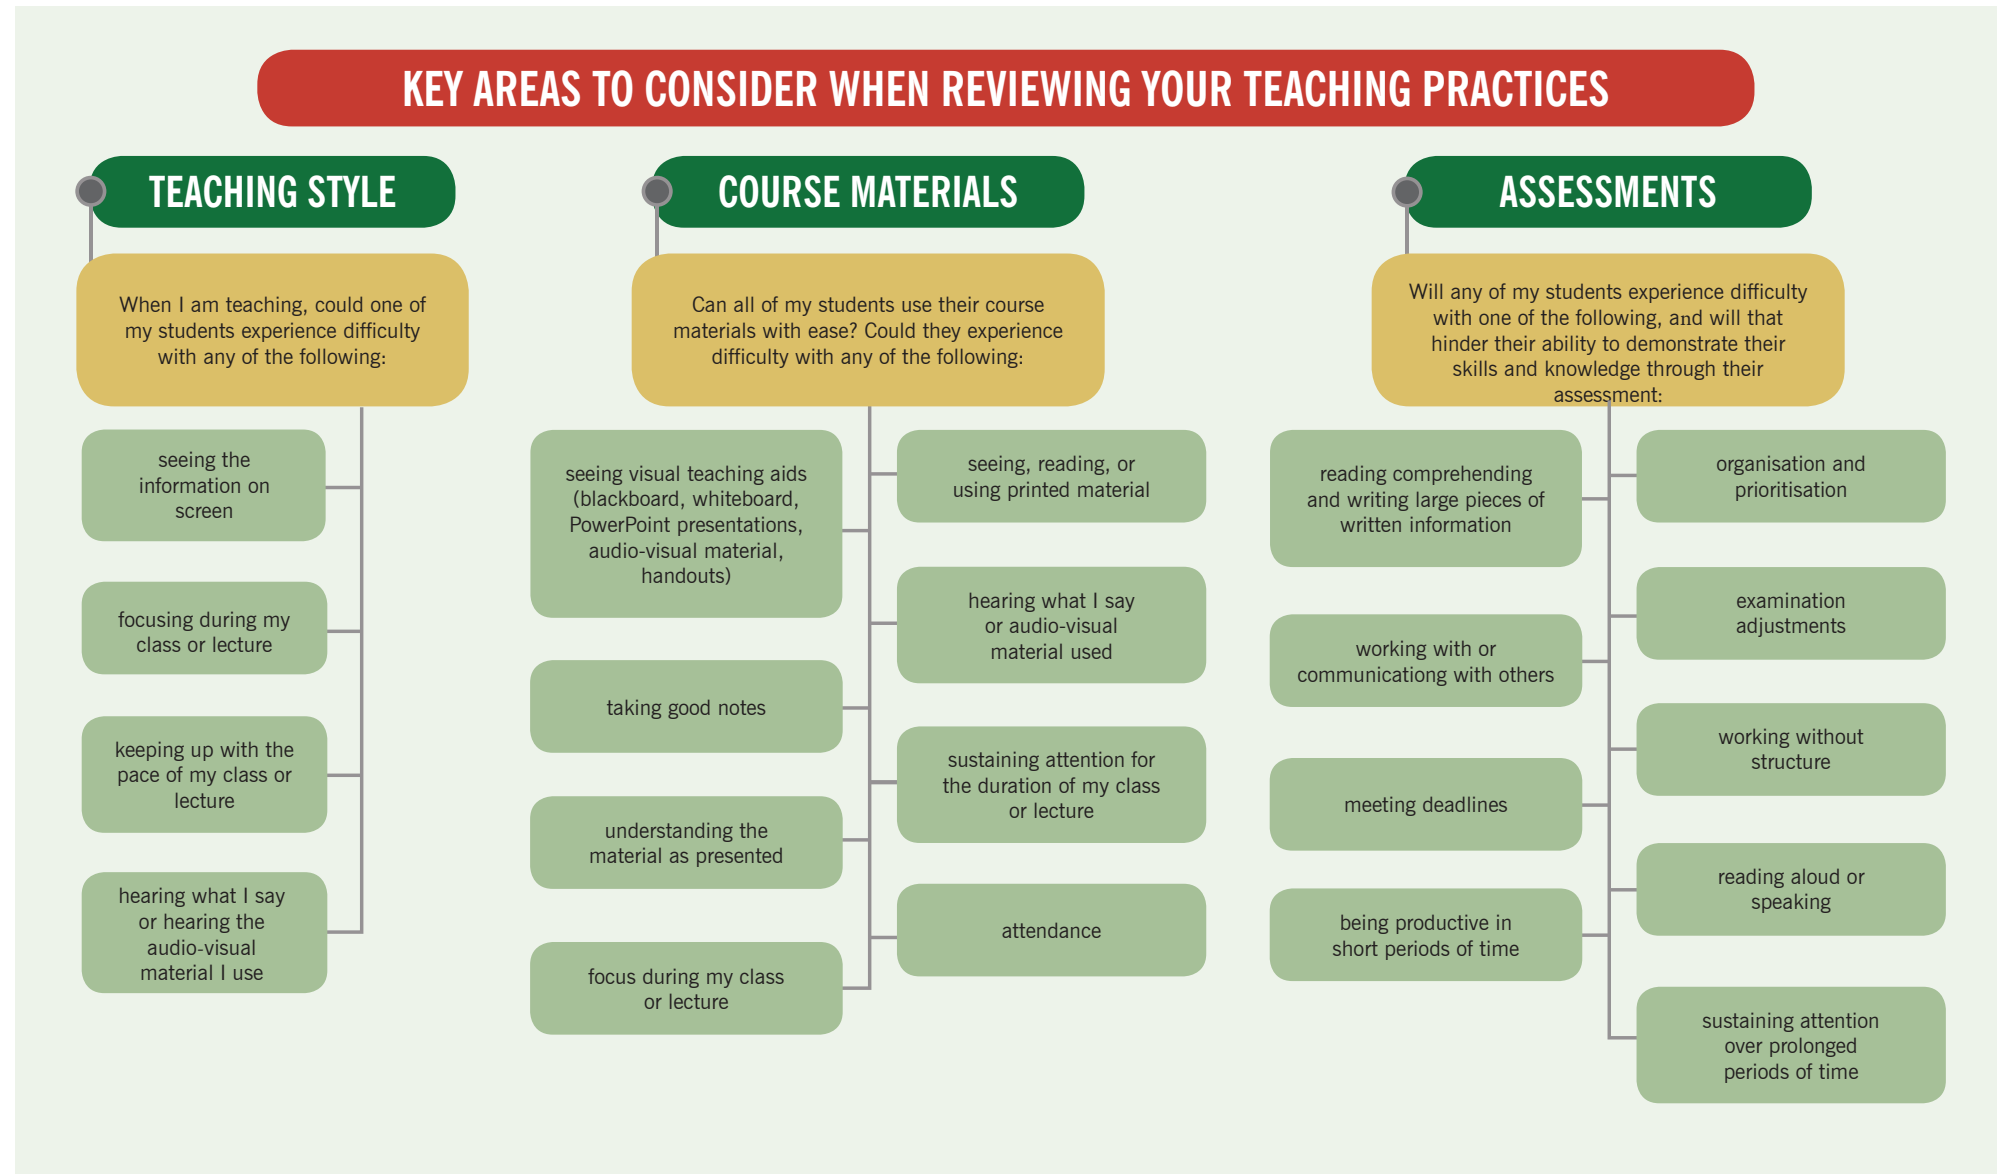 KEY AREAS TO CONSIDER WHEN REVIEWING YOUR TEACHING PRACTICES
TEACHING STYLE
When I am teaching, could one of
my students experience difficulty
with any of the following:
seeing the
information on
screen
focusing during my
class or lecture
keeping up with the
pace of my class or
lecture
hearing what I say
or hearing the
audio-visual
material I use
COURSE MATERIALS
Can all of my students use their course
materials with ease? Could they experience
difficulty with any of the following:
seeing visual teaching aids
(blackboard, whiteboard,
PowerPoint presentations,
audio-visual material,
handouts)
taking good notes
understanding the
material as presented
focus during my class
or lecture
seeing, reading, or
using printed material
hearing what I say
or audio-visual
material used
sustaining attention for
the duration of my class
or lecture
attendance
ASSESSMENTS
Will any of my students experience difficulty
with one of the following, and will that
hinder their ability to demonstrate their
skills and knowledge through their
assessment:
reading comprehending
and writing large pieces of
written information
working with or
communicationg with others
meeting deadlines
being productive in
short periods of time
organisation and
prioritisation
examination
adjustments
working without
structure
reading aloud or
speaking
sustaining attention
over prolonged
periods of time